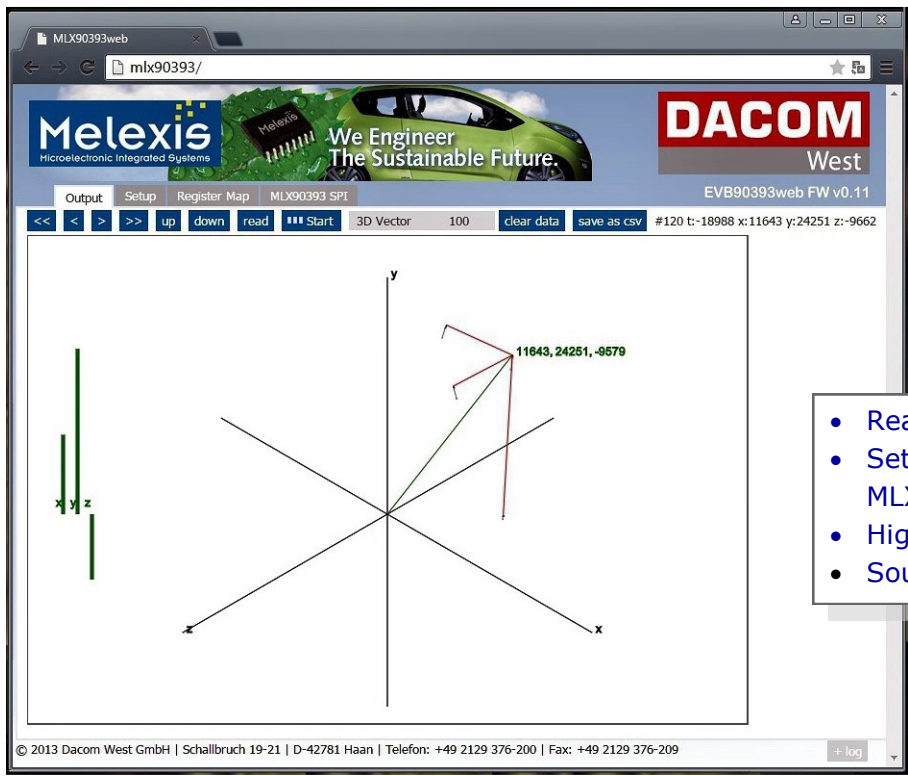 MLX90393web
mlx90393/
Melexis
Microelectronic Integrated Systems
Melexis
We Engineer
The Sustainable Future.
DACOM
West
EVB90393web FW v0.11
Output Setup Register Map MLX90393 SPI
<< < > >> up down read Start 3D Vector 100 clear data save as csv #120 t:-18988 x:11643 y:24251 z:-9662
y
11643, 24251, -9579
x y z
z
x
• Rea
• Set
ML
• Hig
• Sou
© 2013 Dacom West GmbH | Schallbruch 19-21 | D-42781 Haan | Telefon: +49 2129 376-200 | Fax: +49 2129 376-209
+ log